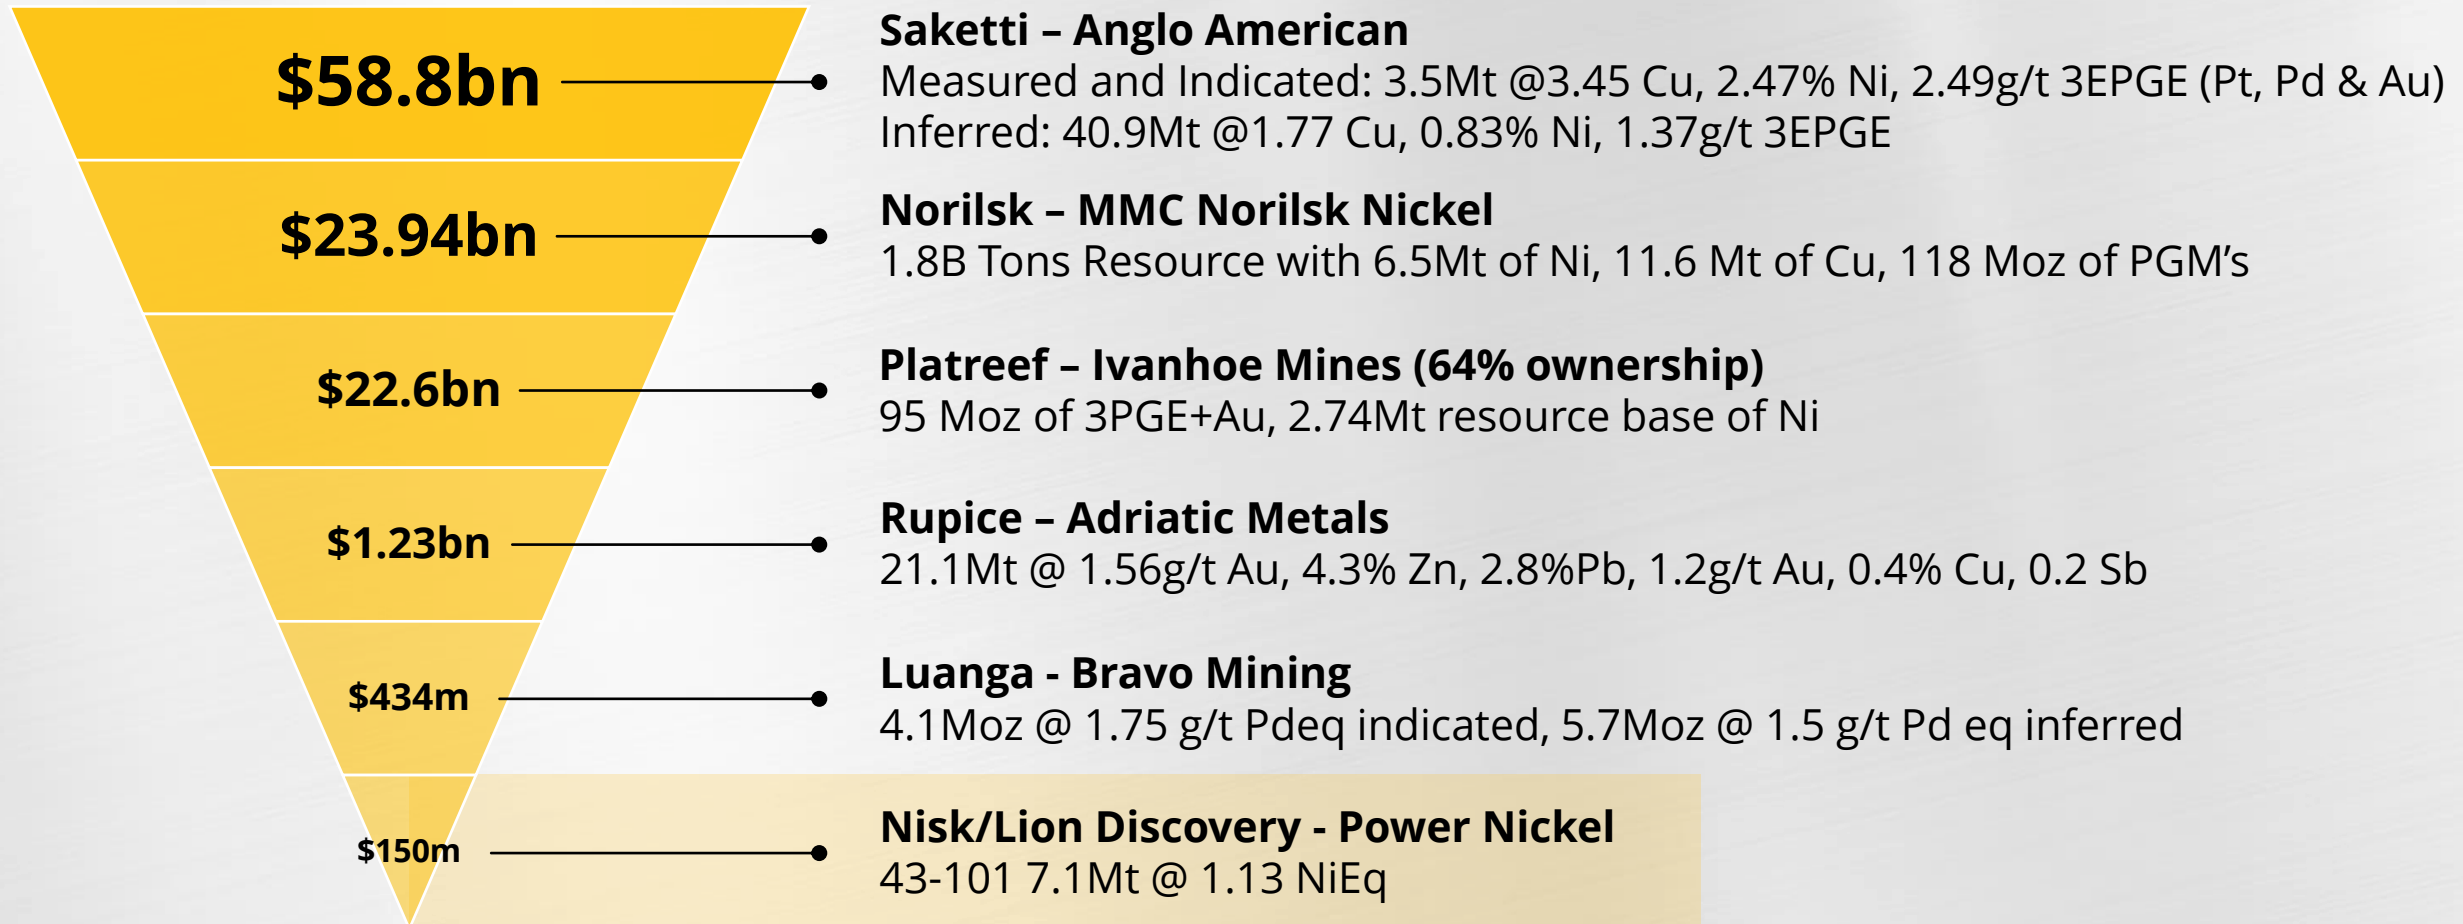 $58.8bn
Saketti – Anglo American
Measured and Indicated: 3.5Mt @3.45 Cu, 2.47% Ni, 2.49g/t 3EPGE (Pt, Pd & Au)
Inferred: 40.9Mt @1.77 Cu, 0.83% Ni, 1.37g/t 3EPGE
$23.94bn
Norilsk – MMC Norilsk Nickel
1.8B Tons Resource with 6.5Mt of Ni, 11.6 Mt of Cu, 118 Moz of PGM’s
$22.6bn
Platreef – Ivanhoe Mines (64% ownership)
95 Moz of 3PGE+Au, 2.74Mt resource base of Ni
$1.23bn
Rupice – Adriatic Metals
21.1Mt @ 1.56g/t Au, 4.3% Zn, 2.8%Pb, 1.2g/t Au, 0.4% Cu, 0.2 Sb
$434m
Luanga - Bravo Mining
4.1Moz @ 1.75 g/t Pdeq indicated, 5.7Moz @ 1.5 g/t Pd eq inferred
$150m
Nisk/Lion Discovery - Power Nickel
43-101 7.1Mt @ 1.13 NiEq